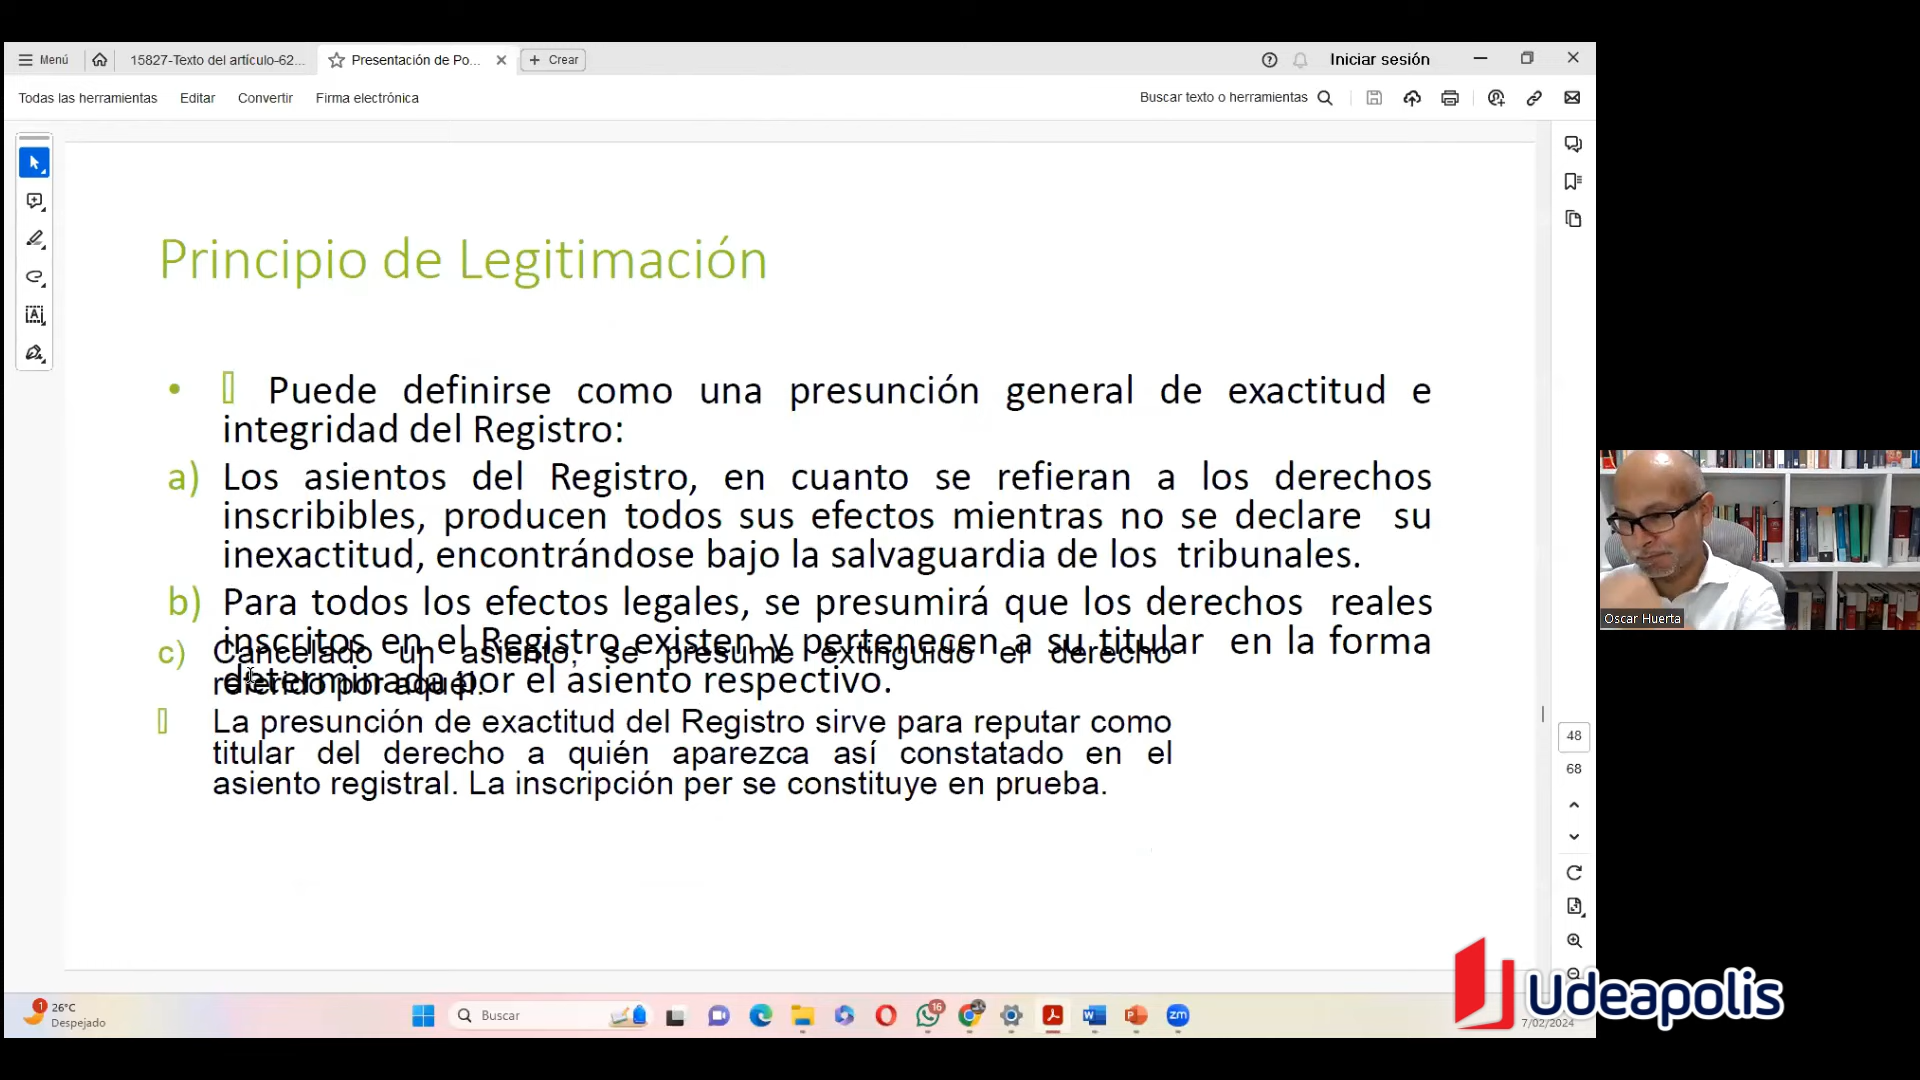 Menú
15827-Texto del artículo-62...
Presentación de Po...
Crear
Iniciar sesión
Todas las herramientas
Editar
Convertir
Firma electrónica
Buscar texto o herramientas
Principio de Legitimación
• Puede definirse como una presunción general de exactitud e
integridad del Registro:
a) Los asientos del Registro, en cuanto se refieran a los derechos
inscribibles, producen todos sus efectos mientras no se declare su
inexactitud, encontrándose bajo la salvaguardia de los tribunales.
b) Para todos los efectos legales, se presumirá que los derechos reales
inscritos en el Registro existen y pertenecen a su titular en la forma
determinada por el asiento respectivo.
c) Cancelado un asiento, se presume extinguido el derecho
referido por aquél.
La presunción de exactitud del Registro sirve para reputar como
titular del derecho a quién aparezca así constatado en el
asiento registral. La inscripción per se constituye en prueba.
48
68
Oscar Huerta
1
26°C
Despejado
Buscar
16
zm
7/02/2024
Udeapolis